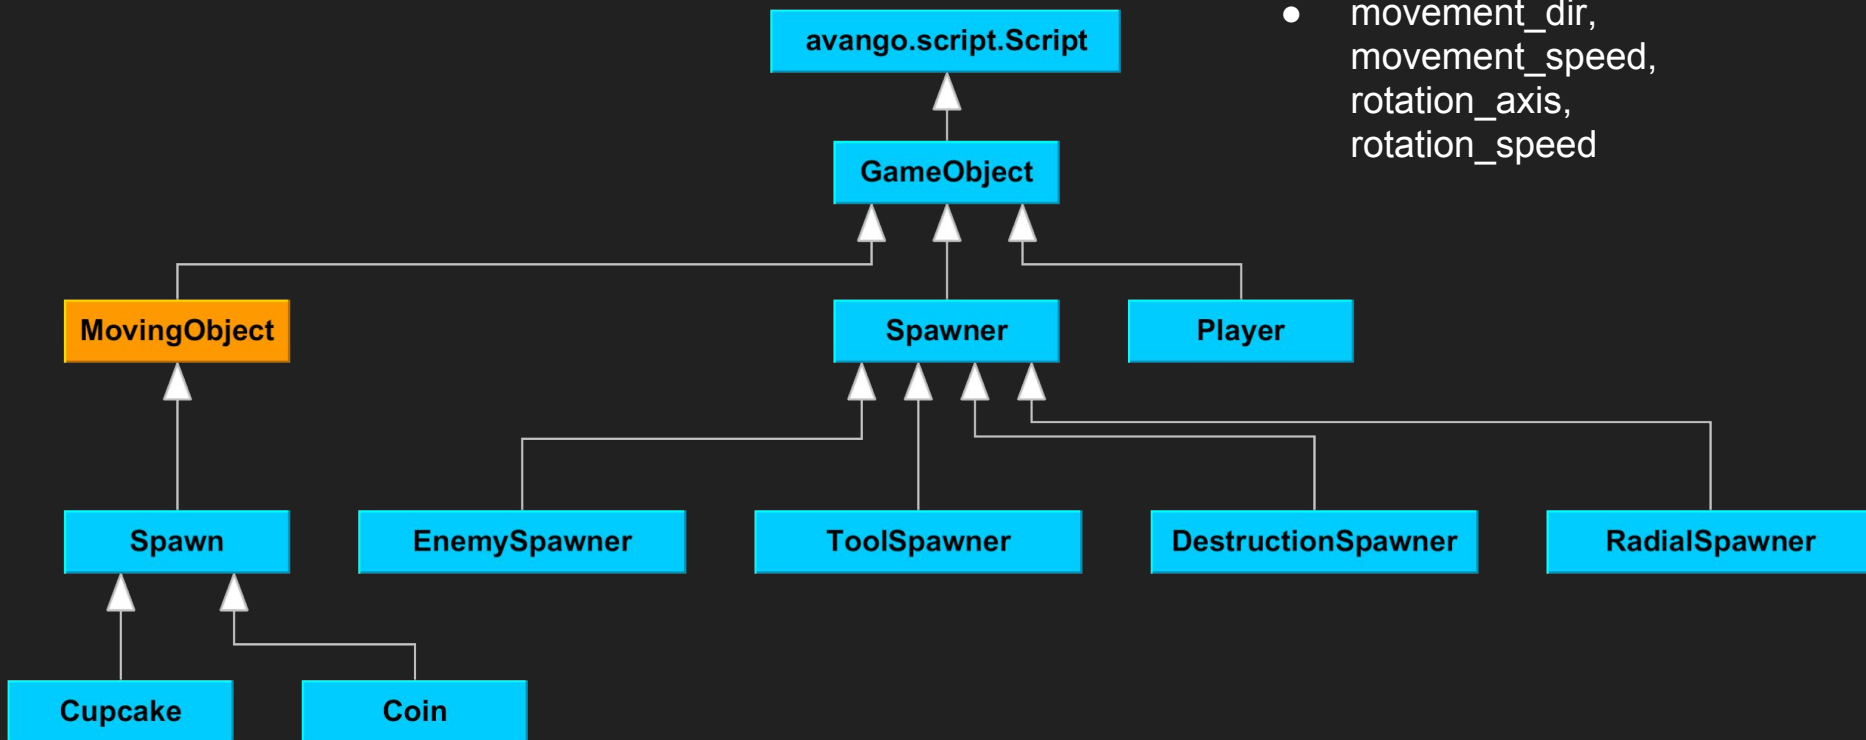 avango.script.Script
● movement_dir,
movement_speed,
rotation_axis,
rotation_speed
GameObject
MovingObject
Spawner
Player
Spawn
EnemySpawner
ToolSpawner
DestructionSpawner
RadialSpawner
Cupcake
Coin